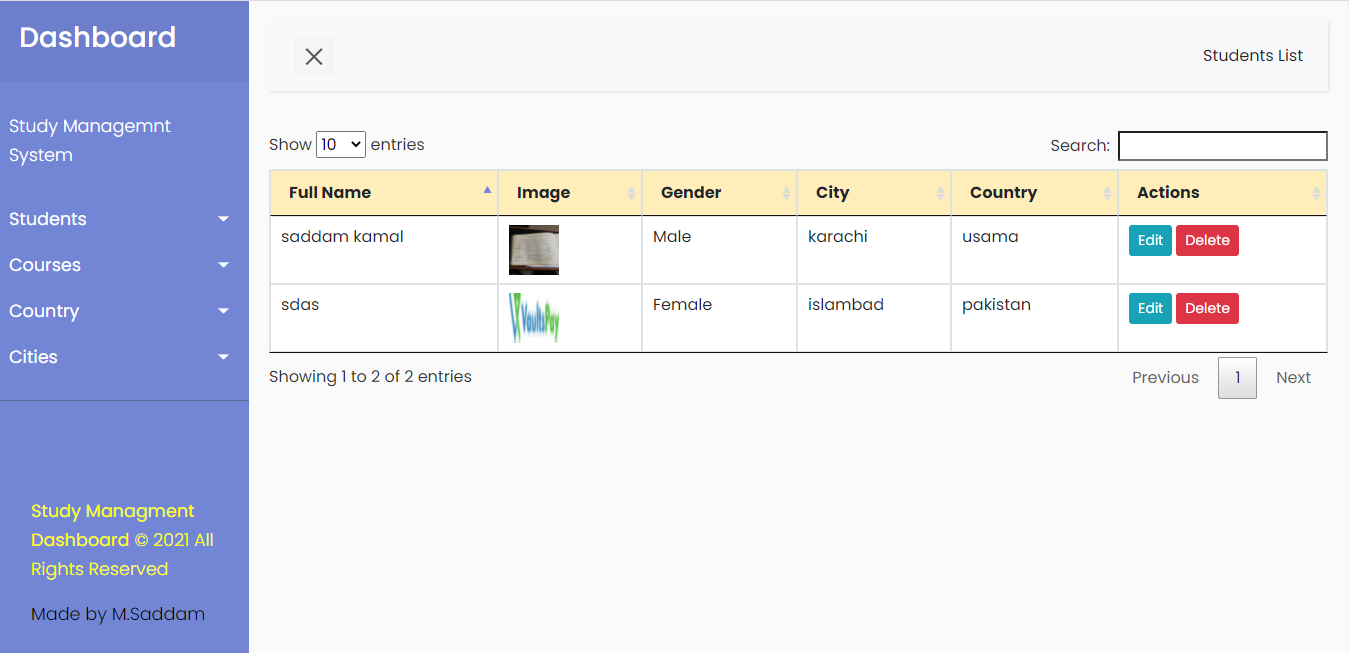 Dashboard
Students List
Study Managemnt
System
Students
Courses
Country
Cities
Study Managment
Dashboard © 2021 All
Rights Reserved
Made by M.Saddam
Show 10 entries
Search:
Full Name Image Gender City Country Actions
saddam kamal Male karachi usama Edit Delete
sdas VaultsPay Female islambad pakistan Edit Delete
Showing 1 to 2 of 2 entries
Previous 1 Next